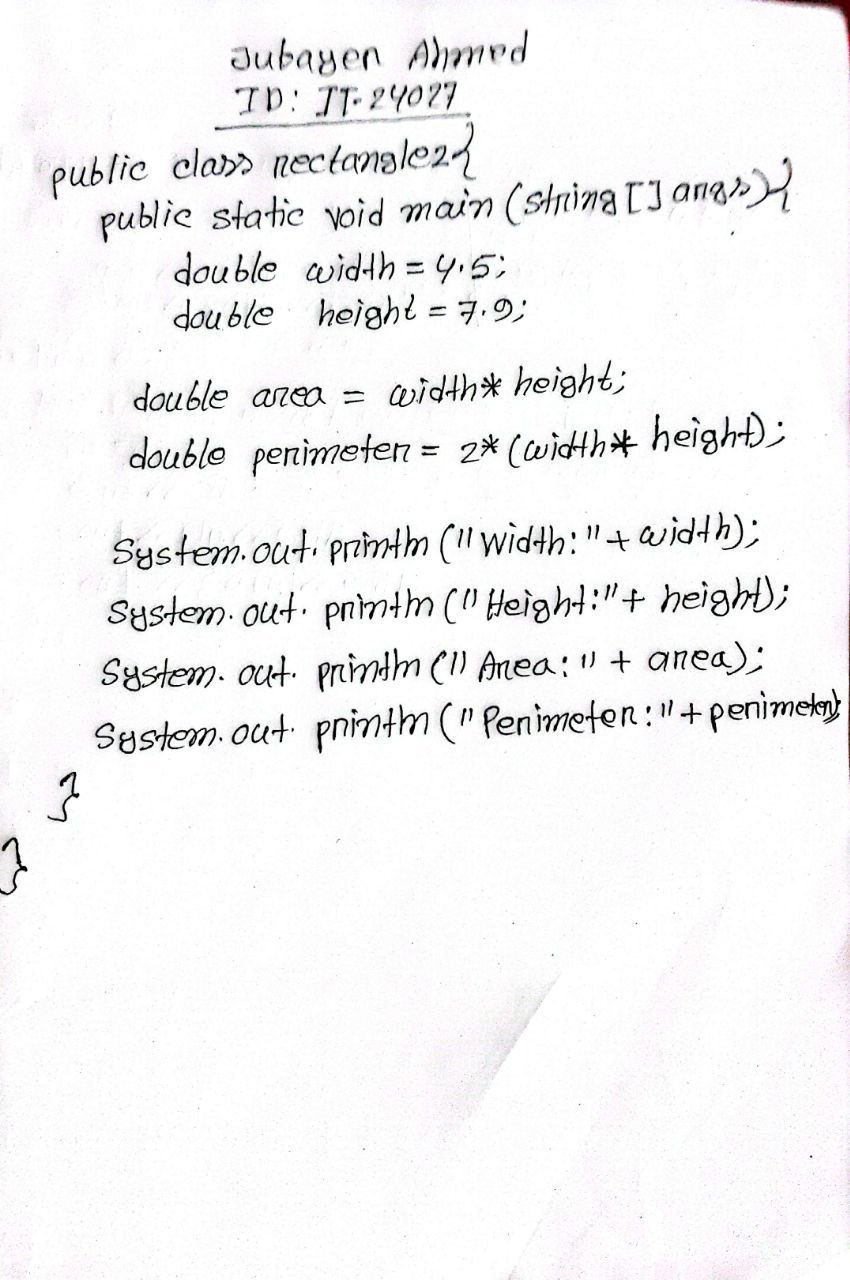 Jubayer Ahmed
ID: IT-24027
public class rectangle2{
public static void main (string [] args){
double width = 4.5;
double height = 7.9;
double area = width* height;
double perimeter = 2* (width* height);
System.out.println ("Width:"+ width);
System.out.println ("Height:"+ height);
System.out.println ("Area:" + area);
System.out.println ("Perimeter:"+perimeter);
}
}